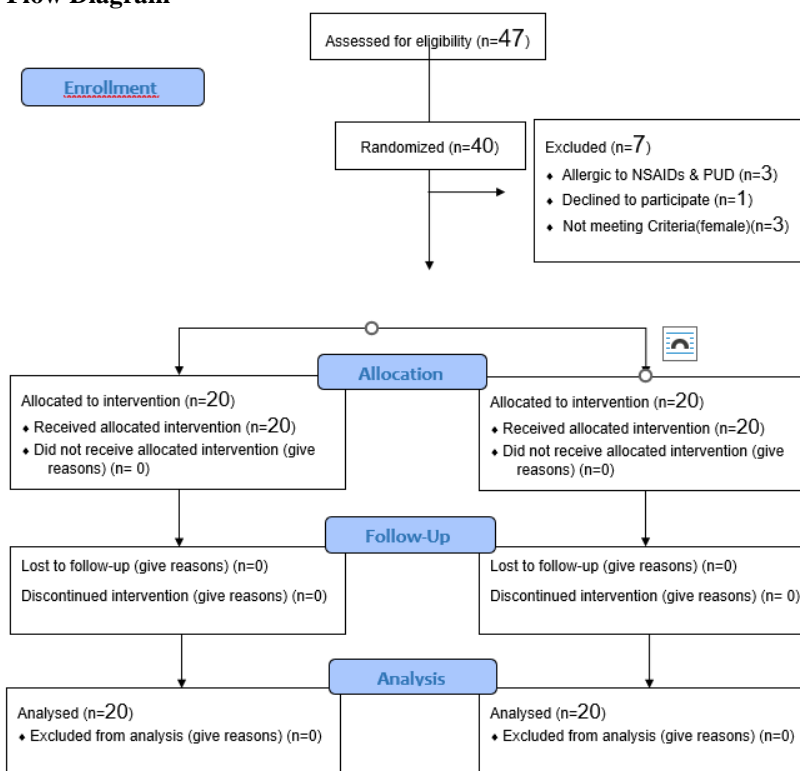 Flow Diagram
Assessed for eligibility (n=47)
Enrollment
Randomized (n=40)
Excluded (n=7)
⬧ Allergic to NSAIDs & PUD (n=3)
⬧ Declined to participate (n=1)
⬧ Not meeting Criteria(female)(n=3)
Allocation
Allocated to intervention (n=20)
⬧ Received allocated intervention (n=20)
⬧ Did not receive allocated intervention (give
reasons) (n= 0)
Allocated to intervention (n=20)
⬧ Received allocated intervention (n=20)
⬧ Did not receive allocated intervention (give
reasons) (n=0)
Follow-Up
Lost to follow-up (give reasons) (n=0)
Discontinued intervention (give reasons) (n=0)
Lost to follow-up (give reasons) (n=0)
Discontinued intervention (give reasons) (n= 0)
Analysis
Analysed (n=20)
⬧ Excluded from analysis (give reasons) (n=0)
Analysed (n=20)
⬧ Excluded from analysis (give reasons) (n=0)